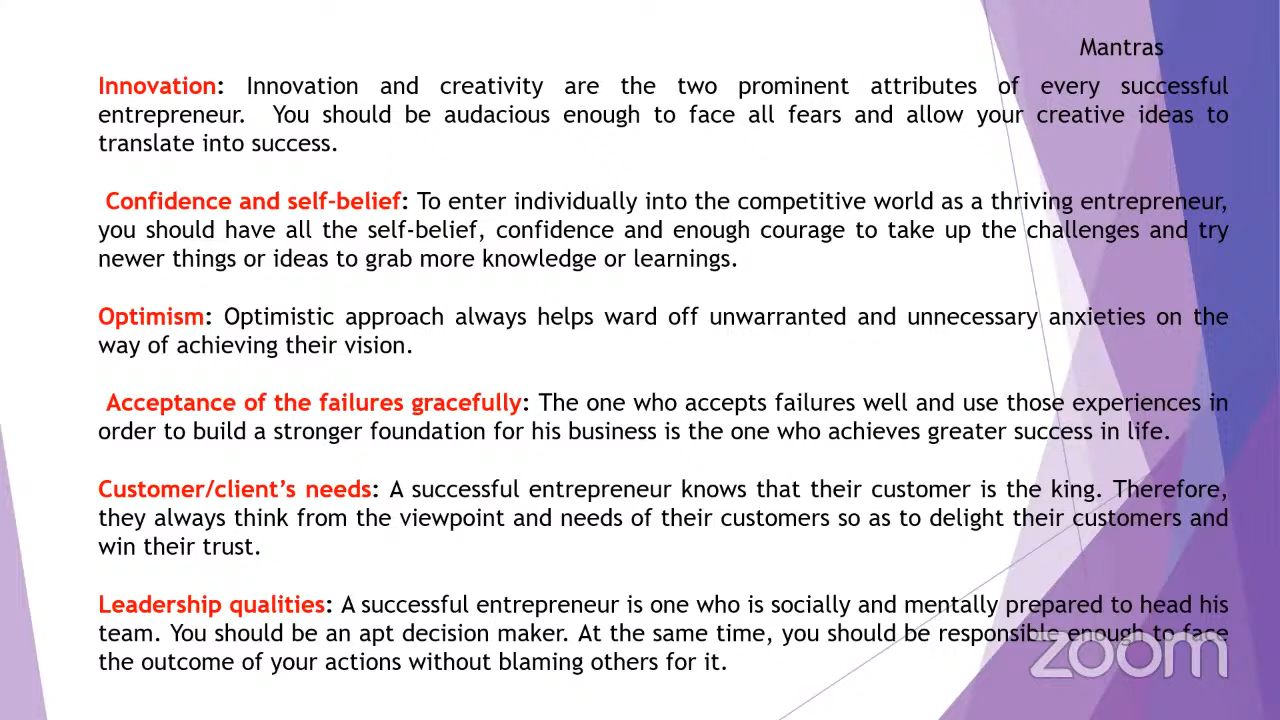 Mantras
Innovation: Innovation and creativity are the two prominent attributes of every successful
entrepreneur. You should be audacious enough to face all fears and allow your creative ideas to
translate into success.
Confidence and self-belief: To enter individually into the competitive world as a thriving entrepreneur,
you should have all the self-belief, confidence and enough courage to take up the challenges and try
newer things or ideas to grab more knowledge or learnings.
Optimism: Optimistic approach always helps ward off unwarranted and unnecessary anxieties on the
way of achieving their vision.
Acceptance of the failures gracefully: The one who accepts failures well and use those experiences in
order to build a stronger foundation for his business is the one who achieves greater success in life.
Customer/client's needs: A successful entrepreneur knows that their customer is the king. Therefore,
they always think from the viewpoint and needs of their customers so as to delight their customers and
win their trust.
Leadership qualities: A successful entrepreneur is one who is socially and mentally prepared to head his
team. You should be an apt decision maker. At the same time, you should be responsible enough to face
the outcome of your actions without blaming others for it.
zoom